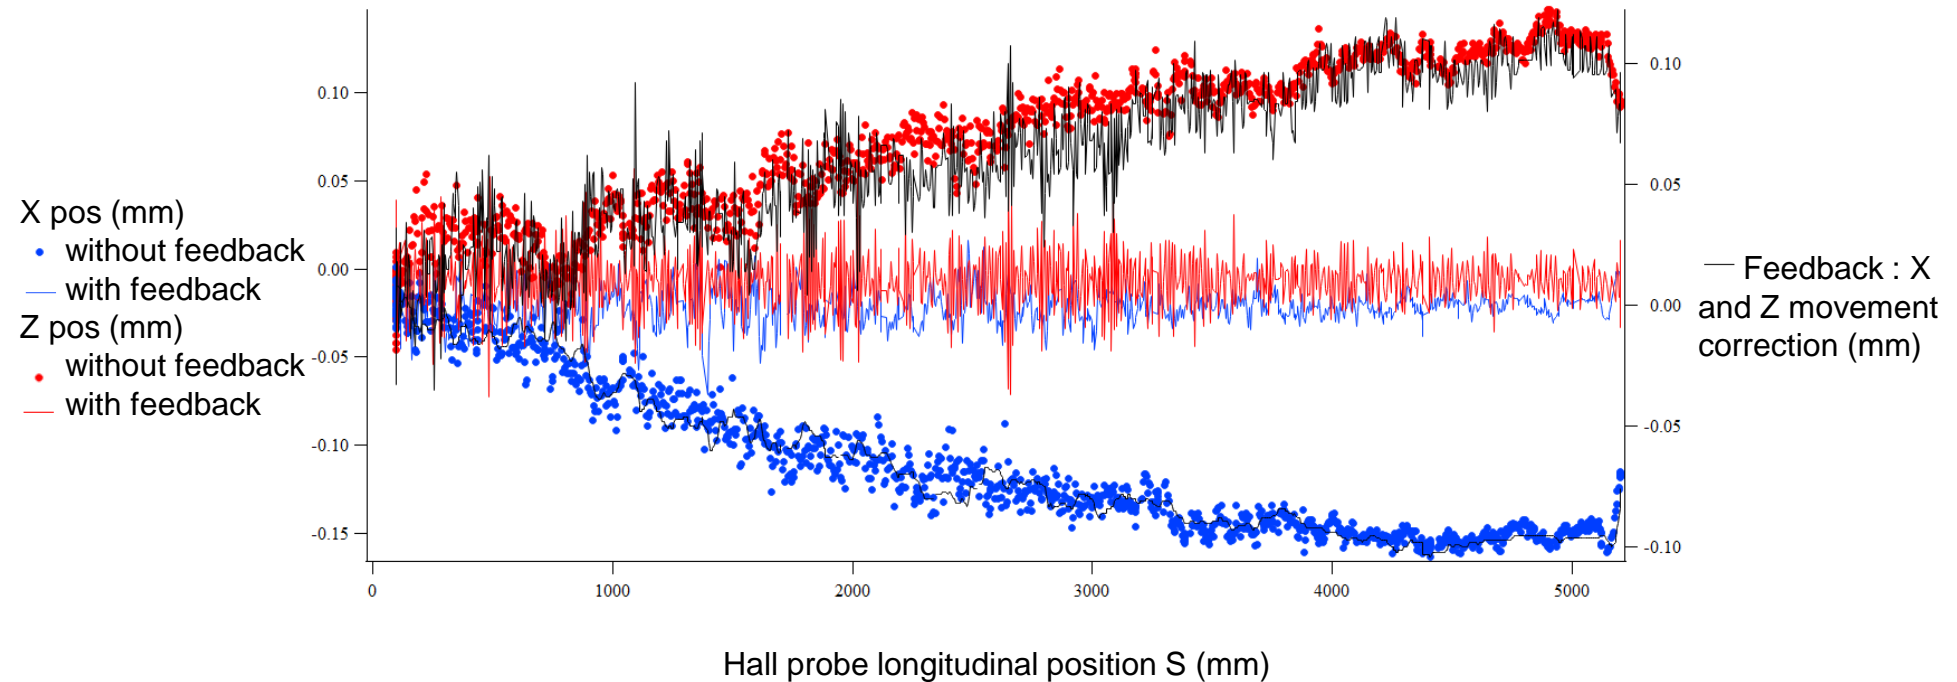 X pos (mm)
without feedback
with feedback
Z pos (mm)
without feedback
with feedback
0.10
0.05
0.00
-0.05
-0.10
-0.15
0 1000 2000 3000 4000 5000
0.10
0.05
0.00
-0.05
-0.10
Feedback : X
and Z movement
correction (mm)
Hall probe longitudinal position S (mm)